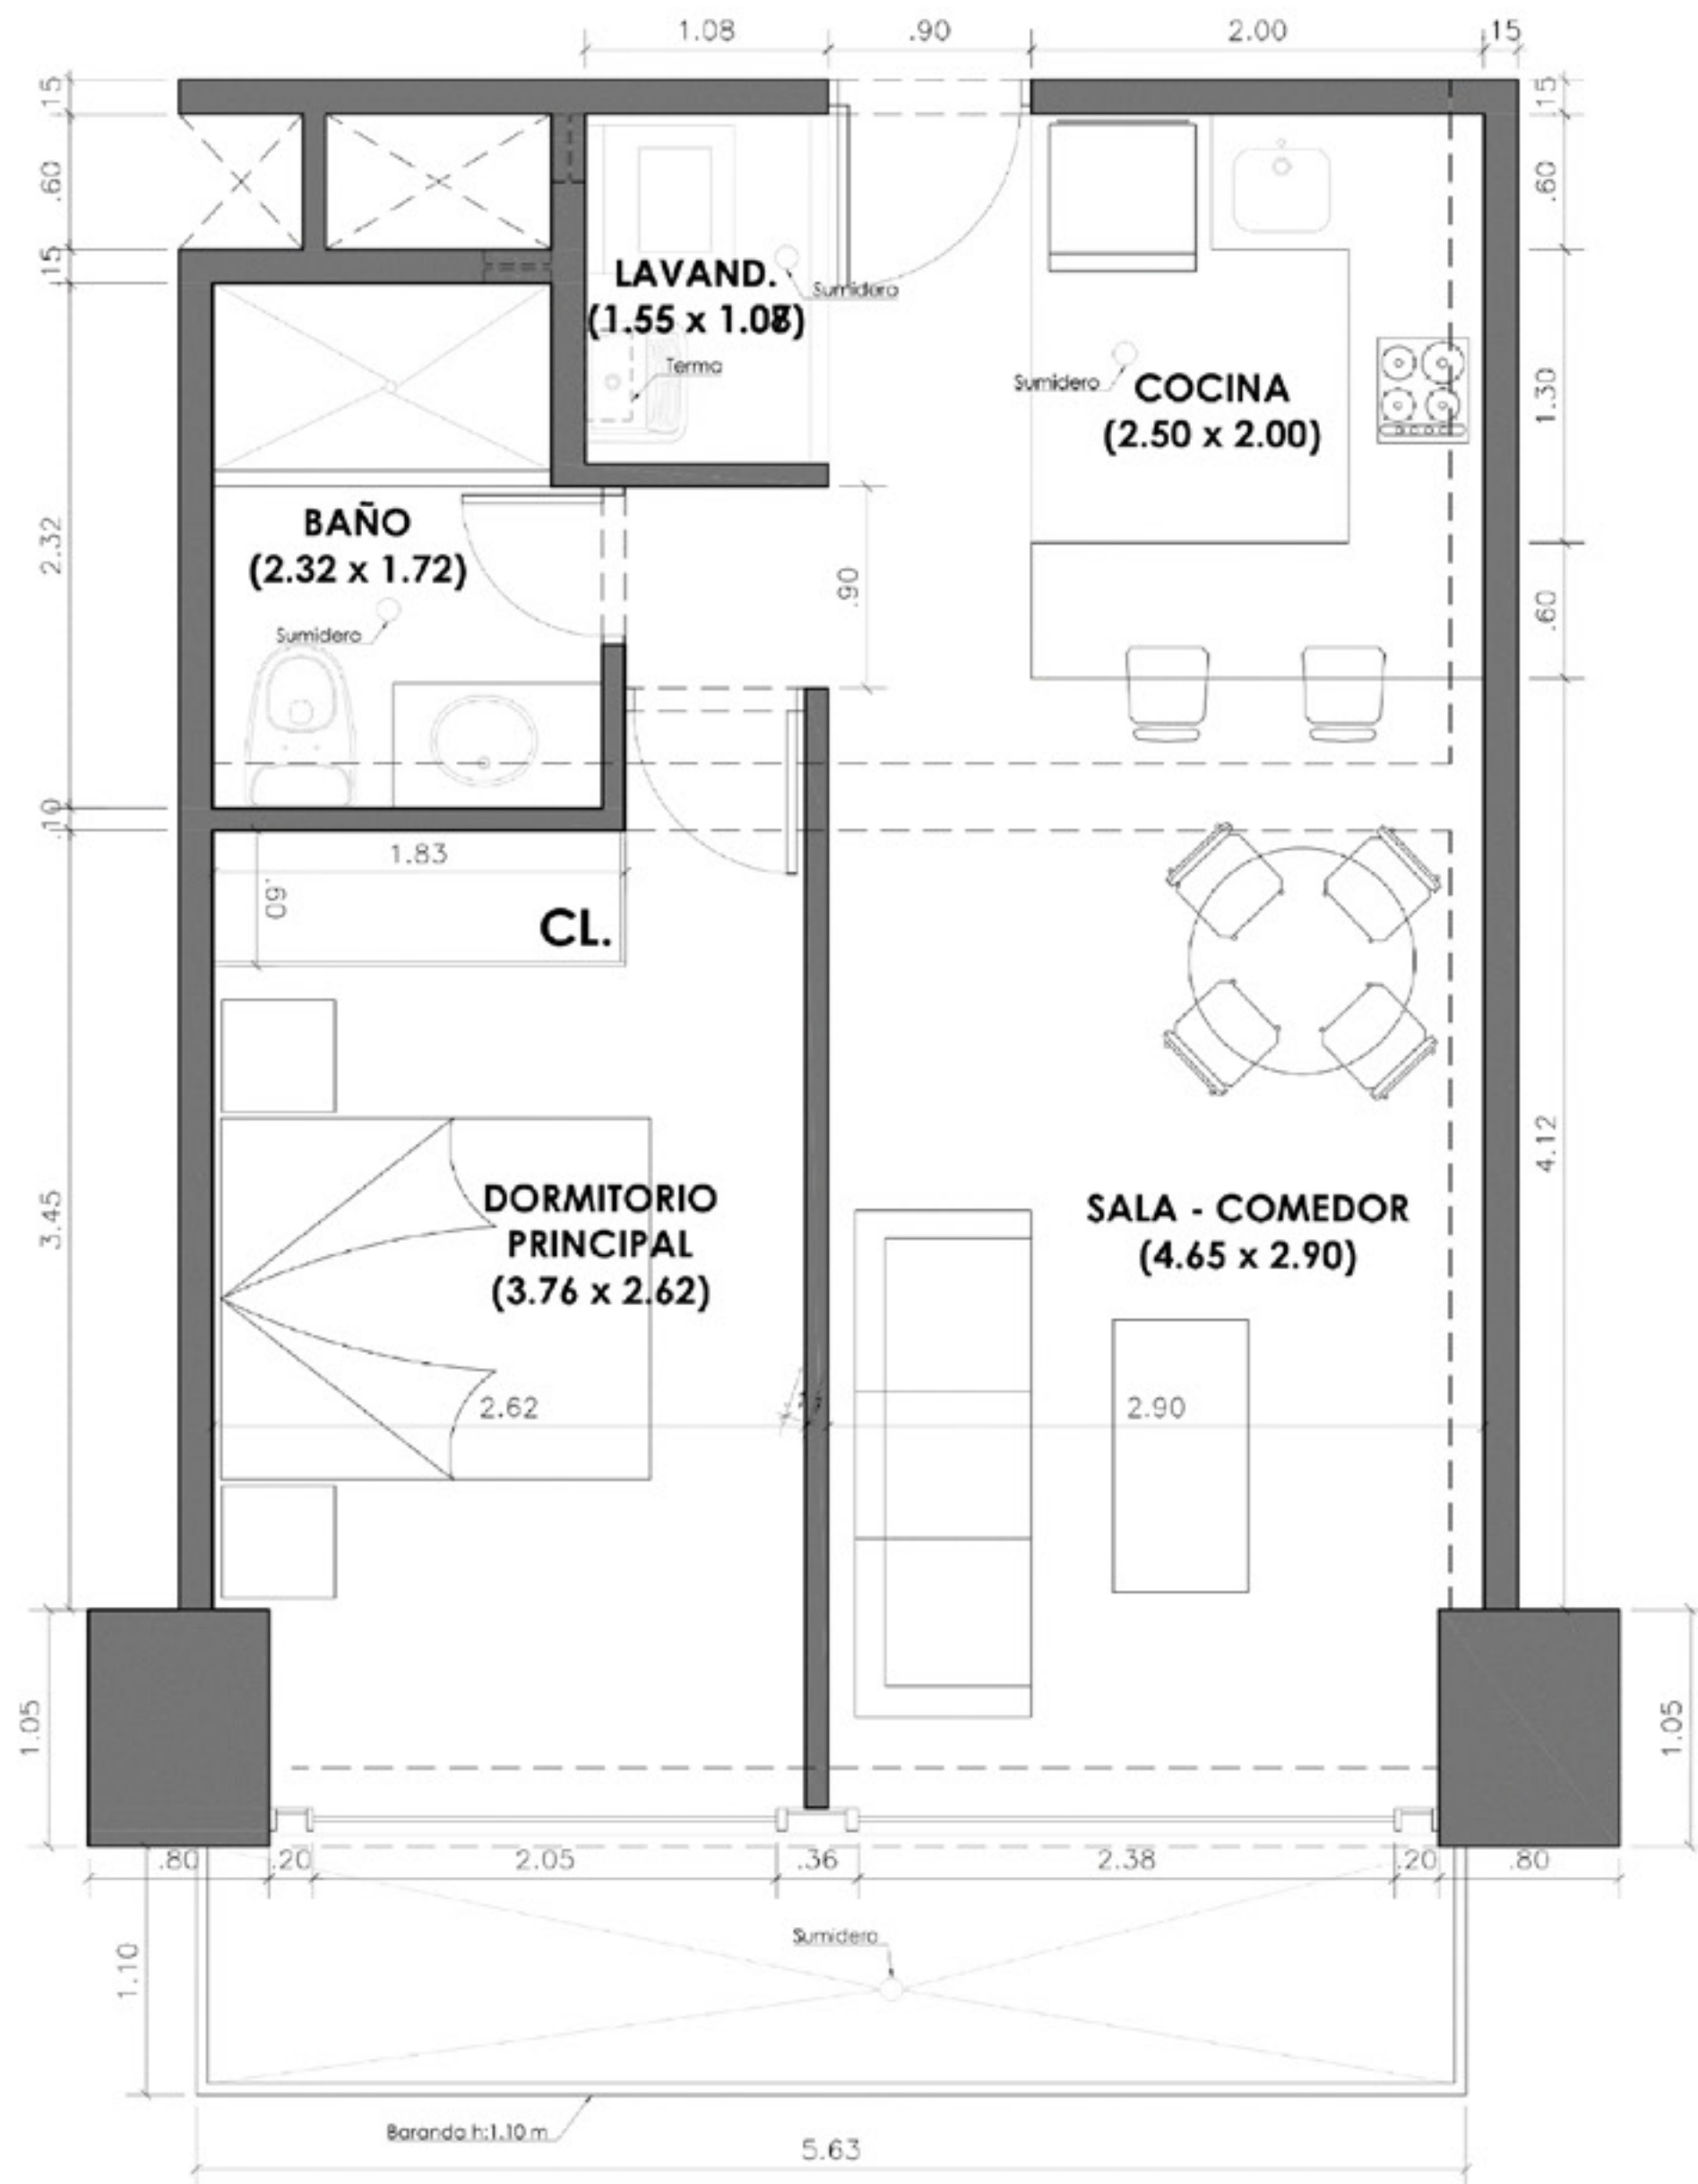 1.08
.90
2.00
.15
.15
.60
.15
2.32
.10
3.45
1.05
.15
.60
1.30
.60
4.12
1.05
LAVAND.
(1.55 x 1.08)
Sumidero
Terma
Sumidero
COCINA
(2.50 x 2.00)
BAÑO
(2.32 x 1.72)
Sumidero
.90
1.83
.60
CL.
DORMITORIO
PRINCIPAL
(3.76 x 2.62)
SALA - COMEDOR
(4.65 x 2.90)
2.62
2.90
.80
.20
2.05
.36
2.38
.20
.80
1.10
Sumidero
Baranda h:1.10 m
5.63